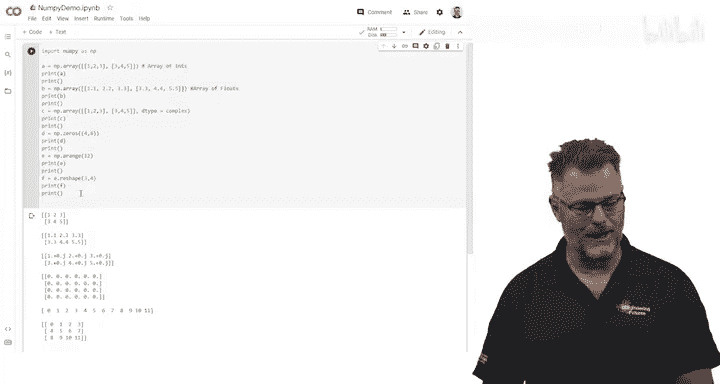 NumpyDemo.ipynb
File Edit View Insert Runtime Tools Help
Comment Share
+ Code + Text
RAM
Disk
Editing
import numpy as np
a = np.array([[1,2,3], [3,4,5]]) # Array of ints
print(a)
print()
b = np.array([[1.1, 2.2, 3.3], [3.3, 4.4, 5.5]]) #Array of Floats
print(b)
print()
c = np.array([[1,2,3], [3,4,5]], dtype = complex)
print(c)
print()
print(d)
print()
e = np.arange(12)
print(e)
print()
f = e.reshape(3,4)
print(f)
print()
[[1 2 3]
[3 4 5]]
[[1.1 2.2 3.3]
[3.3 4.4 5.5]]
[[1.+0.j 2.+0.j 3.+0.j]
[3.+0.j 4.+0.j 5.+0.j]]
[[0. 0. 0. 0. 0. 0.]
[0. 0. 0. 0. 0. 0.]
[0. 0. 0. 0. 0. 0.]
[0. 0. 0. 0. 0. 0.]]
[ 0 1 2 3 4 5 6 7 8 9 10 11]
[[ 0 1 2 3]
[ 4 5 6 7]
[ 8 9 10 11]]
bilibili